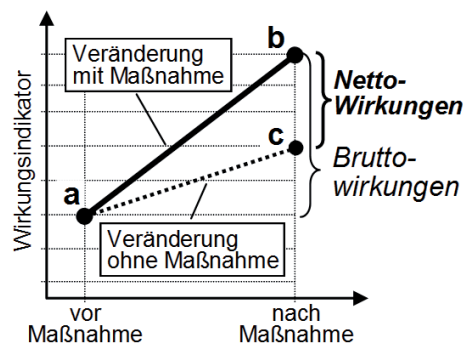 Wirkungsindikator
Veränderung
mit Maßnahme
b
Netto-
Wirkungen
c
Brutto-
wirkungen
a
Veränderung
ohne Maßnahme
vor
Maßnahme
nach
Maßnahme